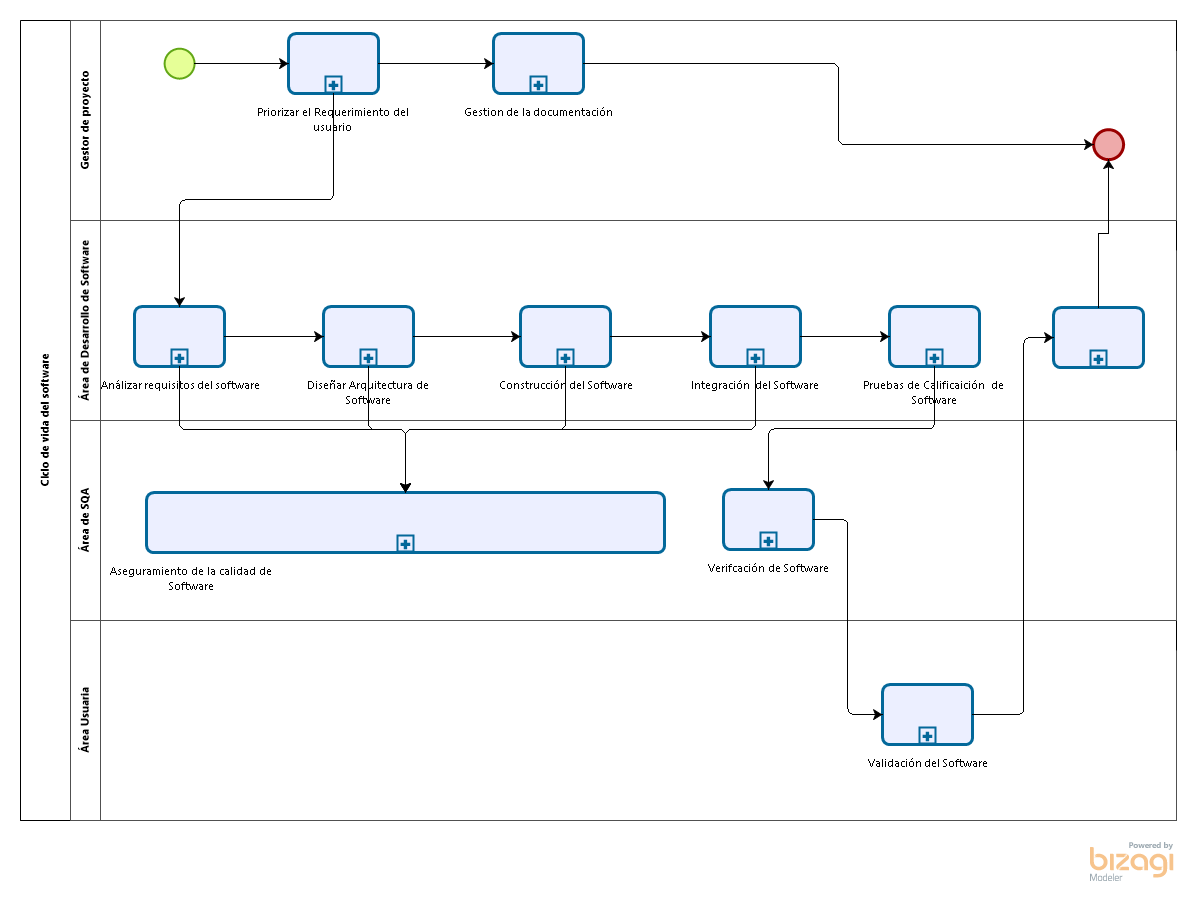 Ciclo de vida del software
Gestor de proyecto
Priorizar el Requerimiento del
usuario
Gestion de la documentación
Área de Desarrollo de Software
Análizar requisitos del software
Diseñar Arquitectura de
Software
Construcción del Software
Integración del Software
Pruebas de Calificaición de
Software
Área de SQA
Aseguramiento de la calidad de
Software
Verifcación de Software
Área Usuaria
Validación del Software
Powered by
bizagi
Modeler